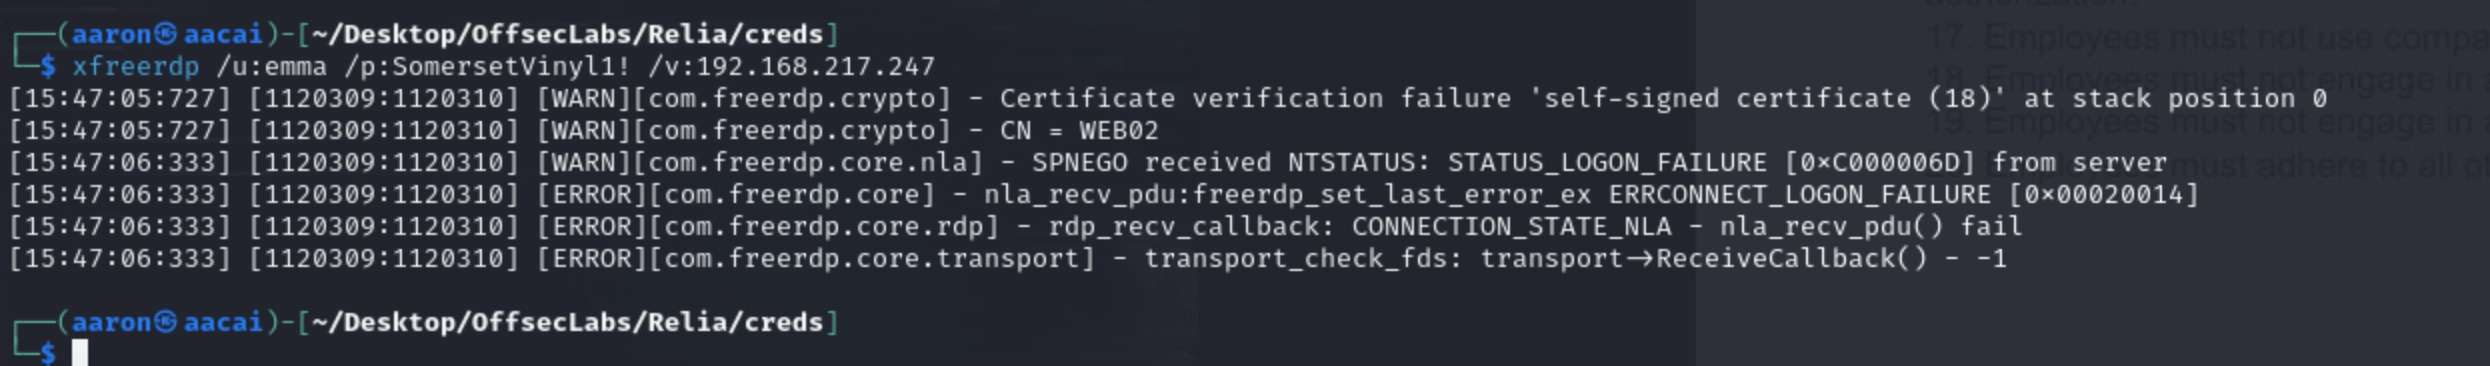 authorization.
┌──(aaron㉿aacai)-[~/Desktop/OffsecLabs/Relia/creds]
└─$ xfreerdp /u:emma /p:SomersetVinyl1! /v:192.168.217.247
[15:47:05:727] [1120309:1120310] [WARN][com.freerdp.crypto] - Certificate verification failure 'self-signed certificate (18)' at stack position 0
[15:47:05:727] [1120309:1120310] [WARN][com.freerdp.crypto] - CN = WEB02
[15:47:06:333] [1120309:1120310] [WARN][com.freerdp.core.nla] - SPNEGO received NTSTATUS: STATUS_LOGON_FAILURE [0×C000006D] from server
[15:47:06:333] [1120309:1120310] [ERROR][com.freerdp.core] - nla_recv_pdu:freerdp_set_last_error_ex ERRCONNECT_LOGON_FAILURE [0×00020014]
[15:47:06:333] [1120309:1120310] [ERROR][com.freerdp.core.rdp] - rdp_recv_callback: CONNECTION_STATE_NLA - nla_recv_pdu() fail
[15:47:06:333] [1120309:1120310] [ERROR][com.freerdp.core.transport] - transport_check_fds: transport→ReceiveCallback() - -1
┌──(aaron㉿aacai)-[~/Desktop/OffsecLabs/Relia/creds]
└─$
17. Employees must not use compa
18. Employees must not engage in
19. Employees must not engage in
must adhere to all